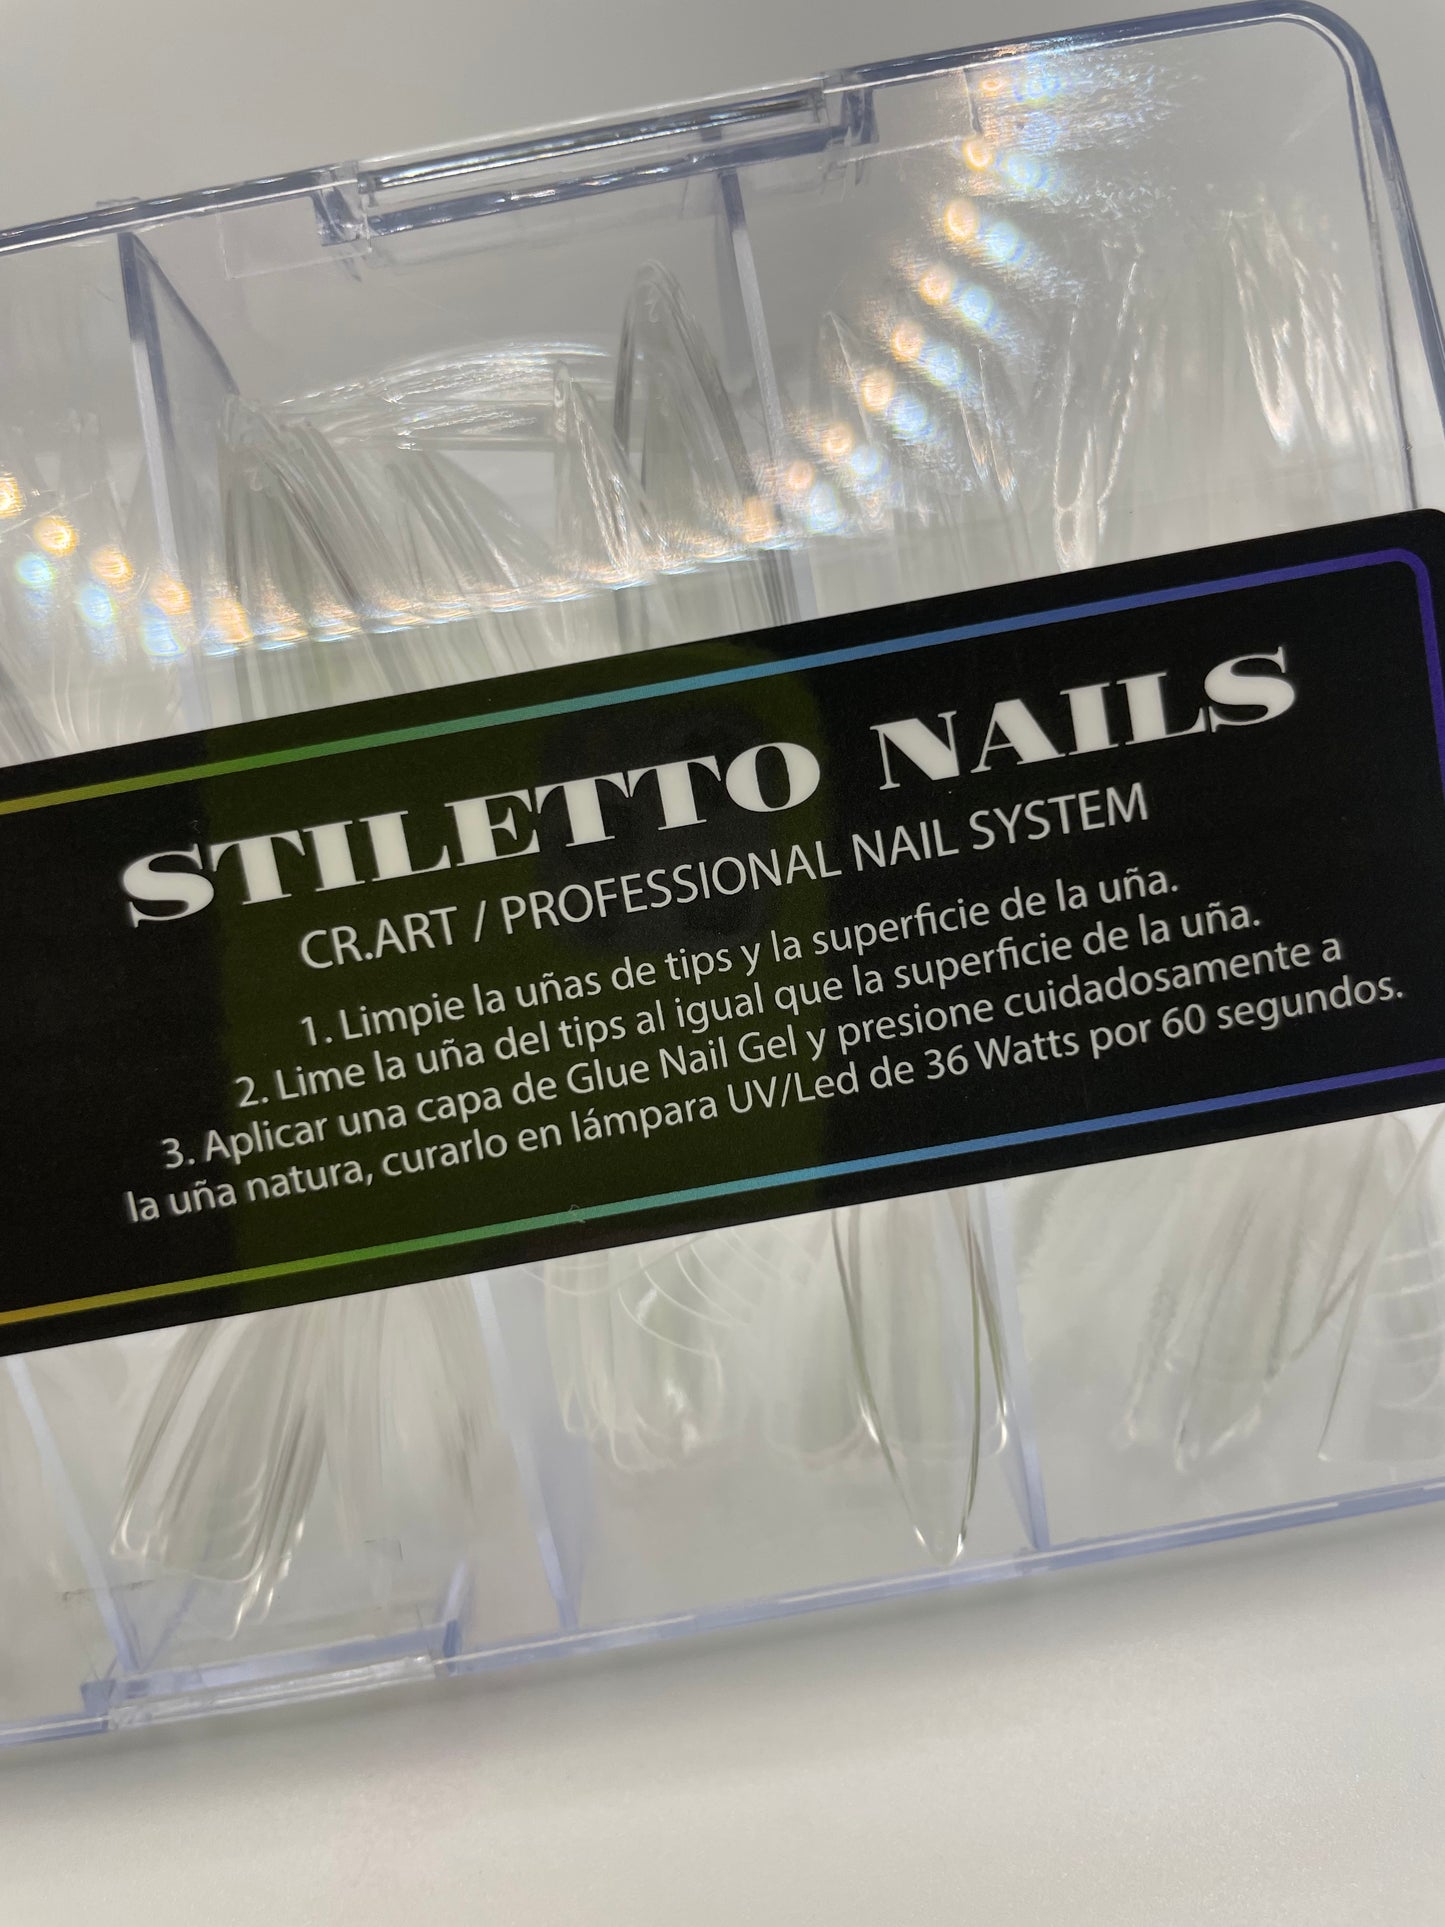 STILETTO NAILS
CR.ART / PROFESSIONAL NAIL SYSTEM
1. Limpie la uñas de tips y la superficie de la uña.
2. Lime la uña del tips al igual que la superficie de la uña.
3. Aplicar una capa de Glue Nail Gel y presione cuidadosamente a
la uña natura, curarlo en lámpara UV/Led de 36 Watts por 60 segundos.